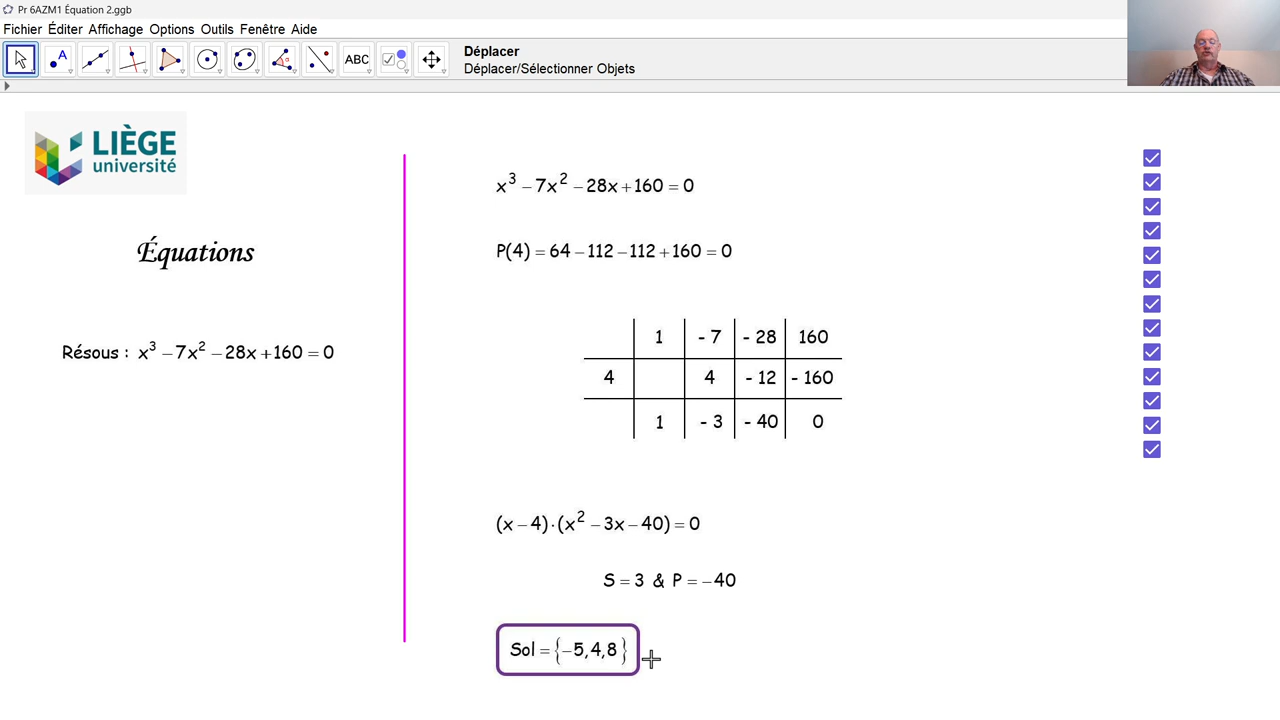 Pr 6AZM1 Équation 2.ggb
Fichier Éditer Affichage Options Outils Fenêtre Aide
A
ABC
Déplacer
Déplacer/Sélectionner Objets
LIÈGE
université
Équations
Résous : x³ − 7x² − 28x + 160 = 0
x³ − 7x² − 28x + 160 = 0
P(4) = 64 − 112 − 112 + 160 = 0
1 - 7 - 28 160
4 4 - 12 - 160
1 - 3 - 40 0
(x − 4) · (x² − 3x − 40) = 0
S = 3 & P = −40
Sol = {−5, 4, 8}